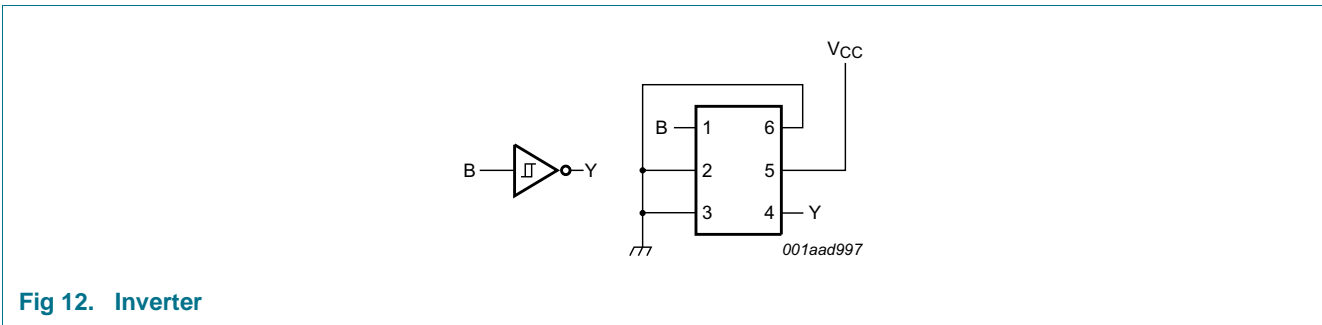 VCC
B 1 6
B Y 2 5
3 4 Y
001aad997
Fig 12. Inverter